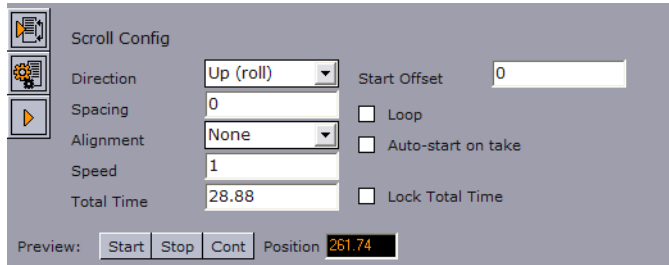 Scroll Config
Direction Up (roll) Start Offset 0
Spacing 0 Loop
Alignment None Auto-start on take
Speed 1
Total Time 28.88 Lock Total Time
Preview: Start Stop Cont Position 261.74